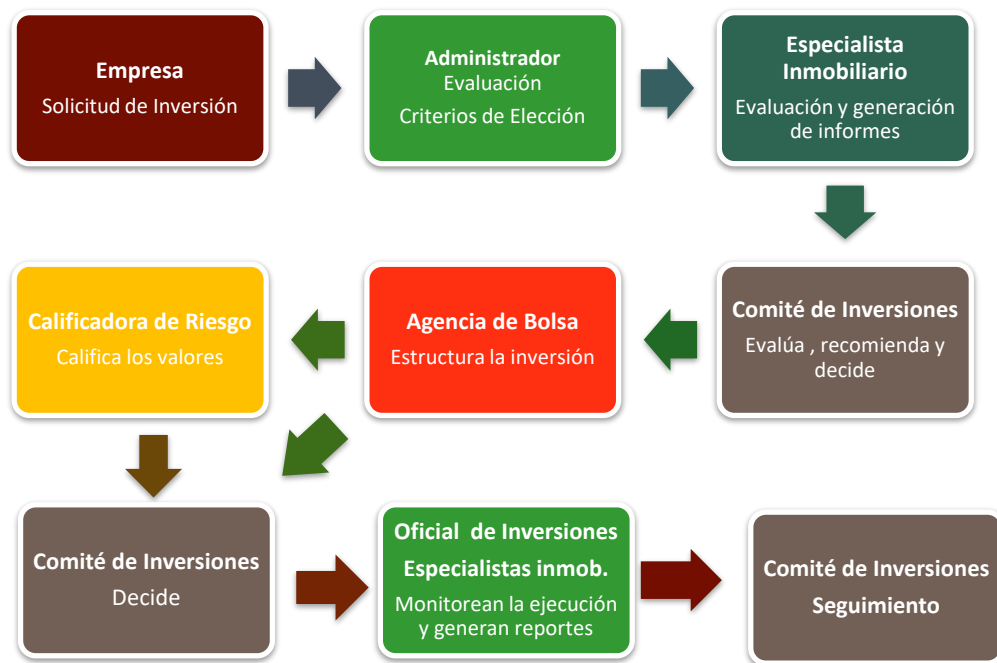 Empresa
Solicitud de Inversión
Administrador
Evaluación
Criterios de Elección
Especialista
Inmobiliario
Evaluación y generación
de informes
Calificadora de Riesgo
Califica los valores
Agencia de Bolsa
Estructura la inversión
Comité de Inversiones
Evalúa , recomienda y
decide
Comité de Inversiones
Decide
Oficial de Inversiones
Especialistas inmob.
Monitorean la ejecución
y generan reportes
Comité de Inversiones
Seguimiento